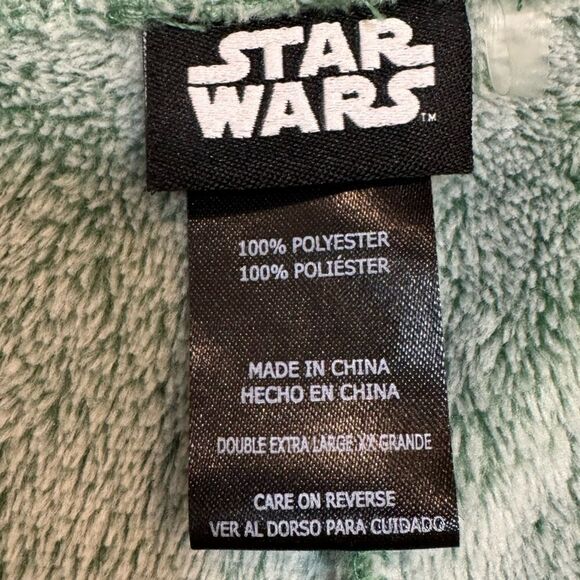 STAR
WARS
™
100% POLYESTER
100% POLIÉSTER
MADE IN CHINA
HECHO EN CHINA
DOUBLE EXTRA LARGE XX GRANDE
CARE ON REVERSE
VER AL DORSO PARA CUIDADO